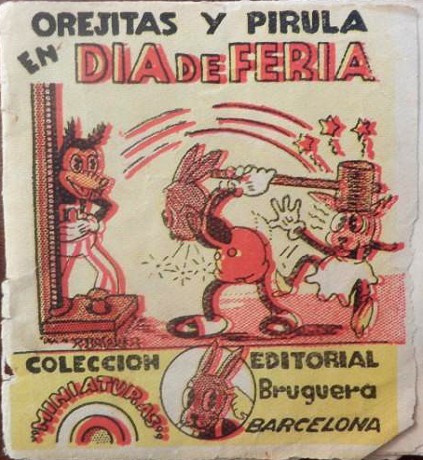 OREJITAS Y PIRULA
EN DIA DE FERIA
COLECCION
"MINIATURAS"
EDITORIAL
Bruguera
BARCELONA